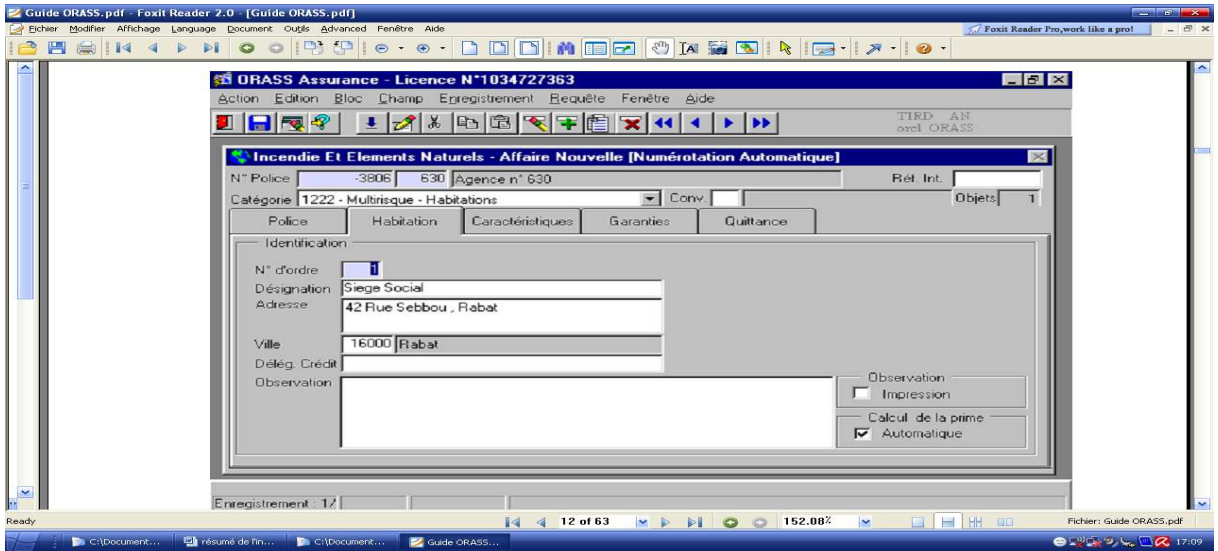 Guide ORASS.pdf - Foxit Reader 2.0 - [Guide ORASS.pdf]
Fichier Modifier Affichage Language Document Outils Advanced Fenêtre Aide
Foxit Reader Pro,work like a pro!
ORASS Assurance - Licence N°1034727363
Action Edition Bloc Champ Enregistrement Requête Fenêtre Aide
TIRD AN
orcl ORASS
Incendie Et Elements Naturels - Affaire Nouvelle [Numérotation Automatique]
N° Police -3806 630 Agence n° 630 Réf. Int.
Catégorie 1222 - Multirisque - Habitations Conv. Objets 1
Police Habitation Caractéristiques Garanties Quittance
Identification
N° d'ordre 1
Désignation Siege Social
Adresse 42 Rue Sebbou , Rabat
Ville 16000 Rabat
Délég. Crédit
Observation Observation
Impression
Calcul de la prime
Automatique
Enregistrement : 1/
Ready 12 of 63 152.08% Fichier: Guide ORASS.pdf
C:\Document... résumé de l'in... C:\Document... Guide ORASS... 17:09